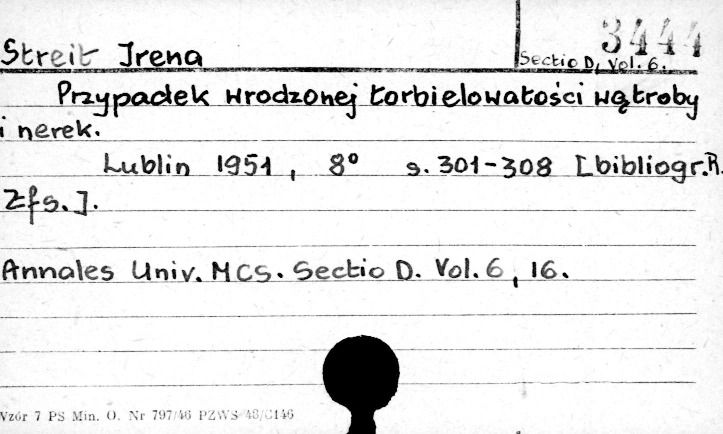 3444
Streit Irena
Sectio D, Vol. 6.
Przypadek wrodzonej torbielowatości wątroby
i nerek.
Lublin 1951, 8° s. 301-308 [bibliogr. R.
Zfs.].
Annales Univ. MCS. Sectio D. Vol. 6, 16.
Wzór 7 PS Min. O. Nr 797/46 PZWS 48/C146